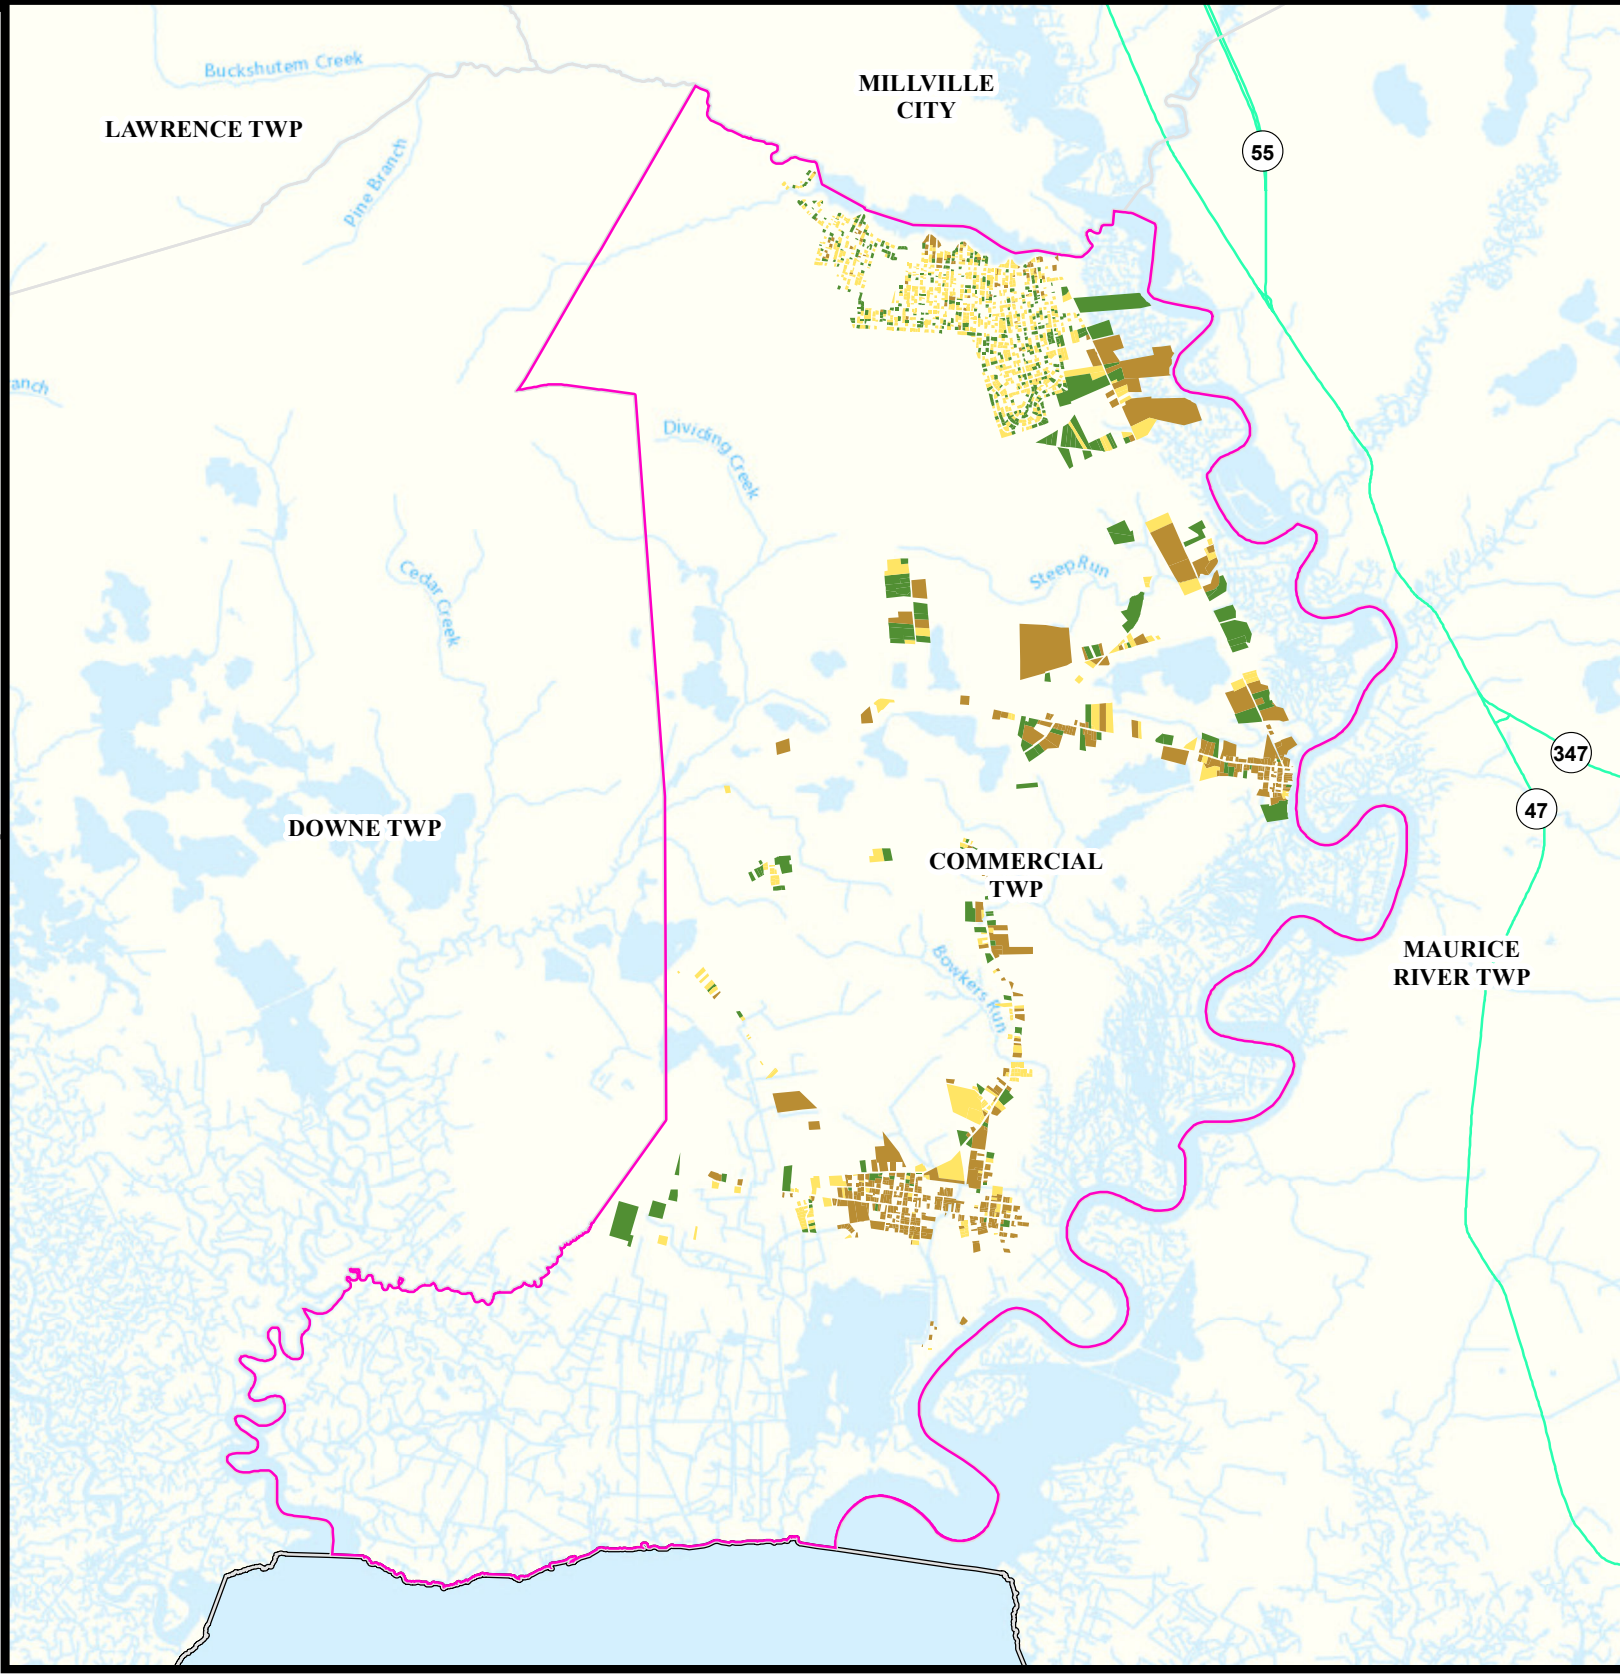 Buckshutem Creek
MILLVILLE
CITY
LAWRENCE TWP
55
Pine Branch
anch
Dividing Creek
Cedar Creek
Steep Run
347
47
DOWNE TWP
COMMERCIAL
TWP
MAURICE
RIVER TWP
Bowkers Run